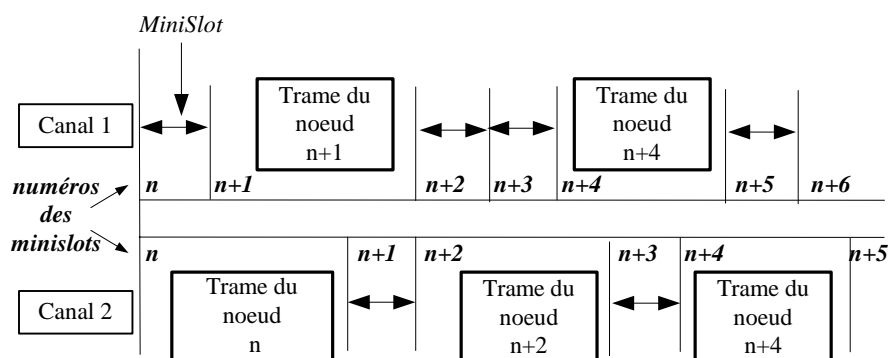 MiniSlot
Canal 1
Trame du
noeud
n+1
Trame du
noeud
n+4
n
n+1
n+2
n+3
n+4
n+5
n+6
numéros
des
minislots
n
n+1
n+2
n+3
n+4
n+5
Canal 2
Trame du
noeud
n
Trame du
noeud
n+2
Trame du
noeud
n+4